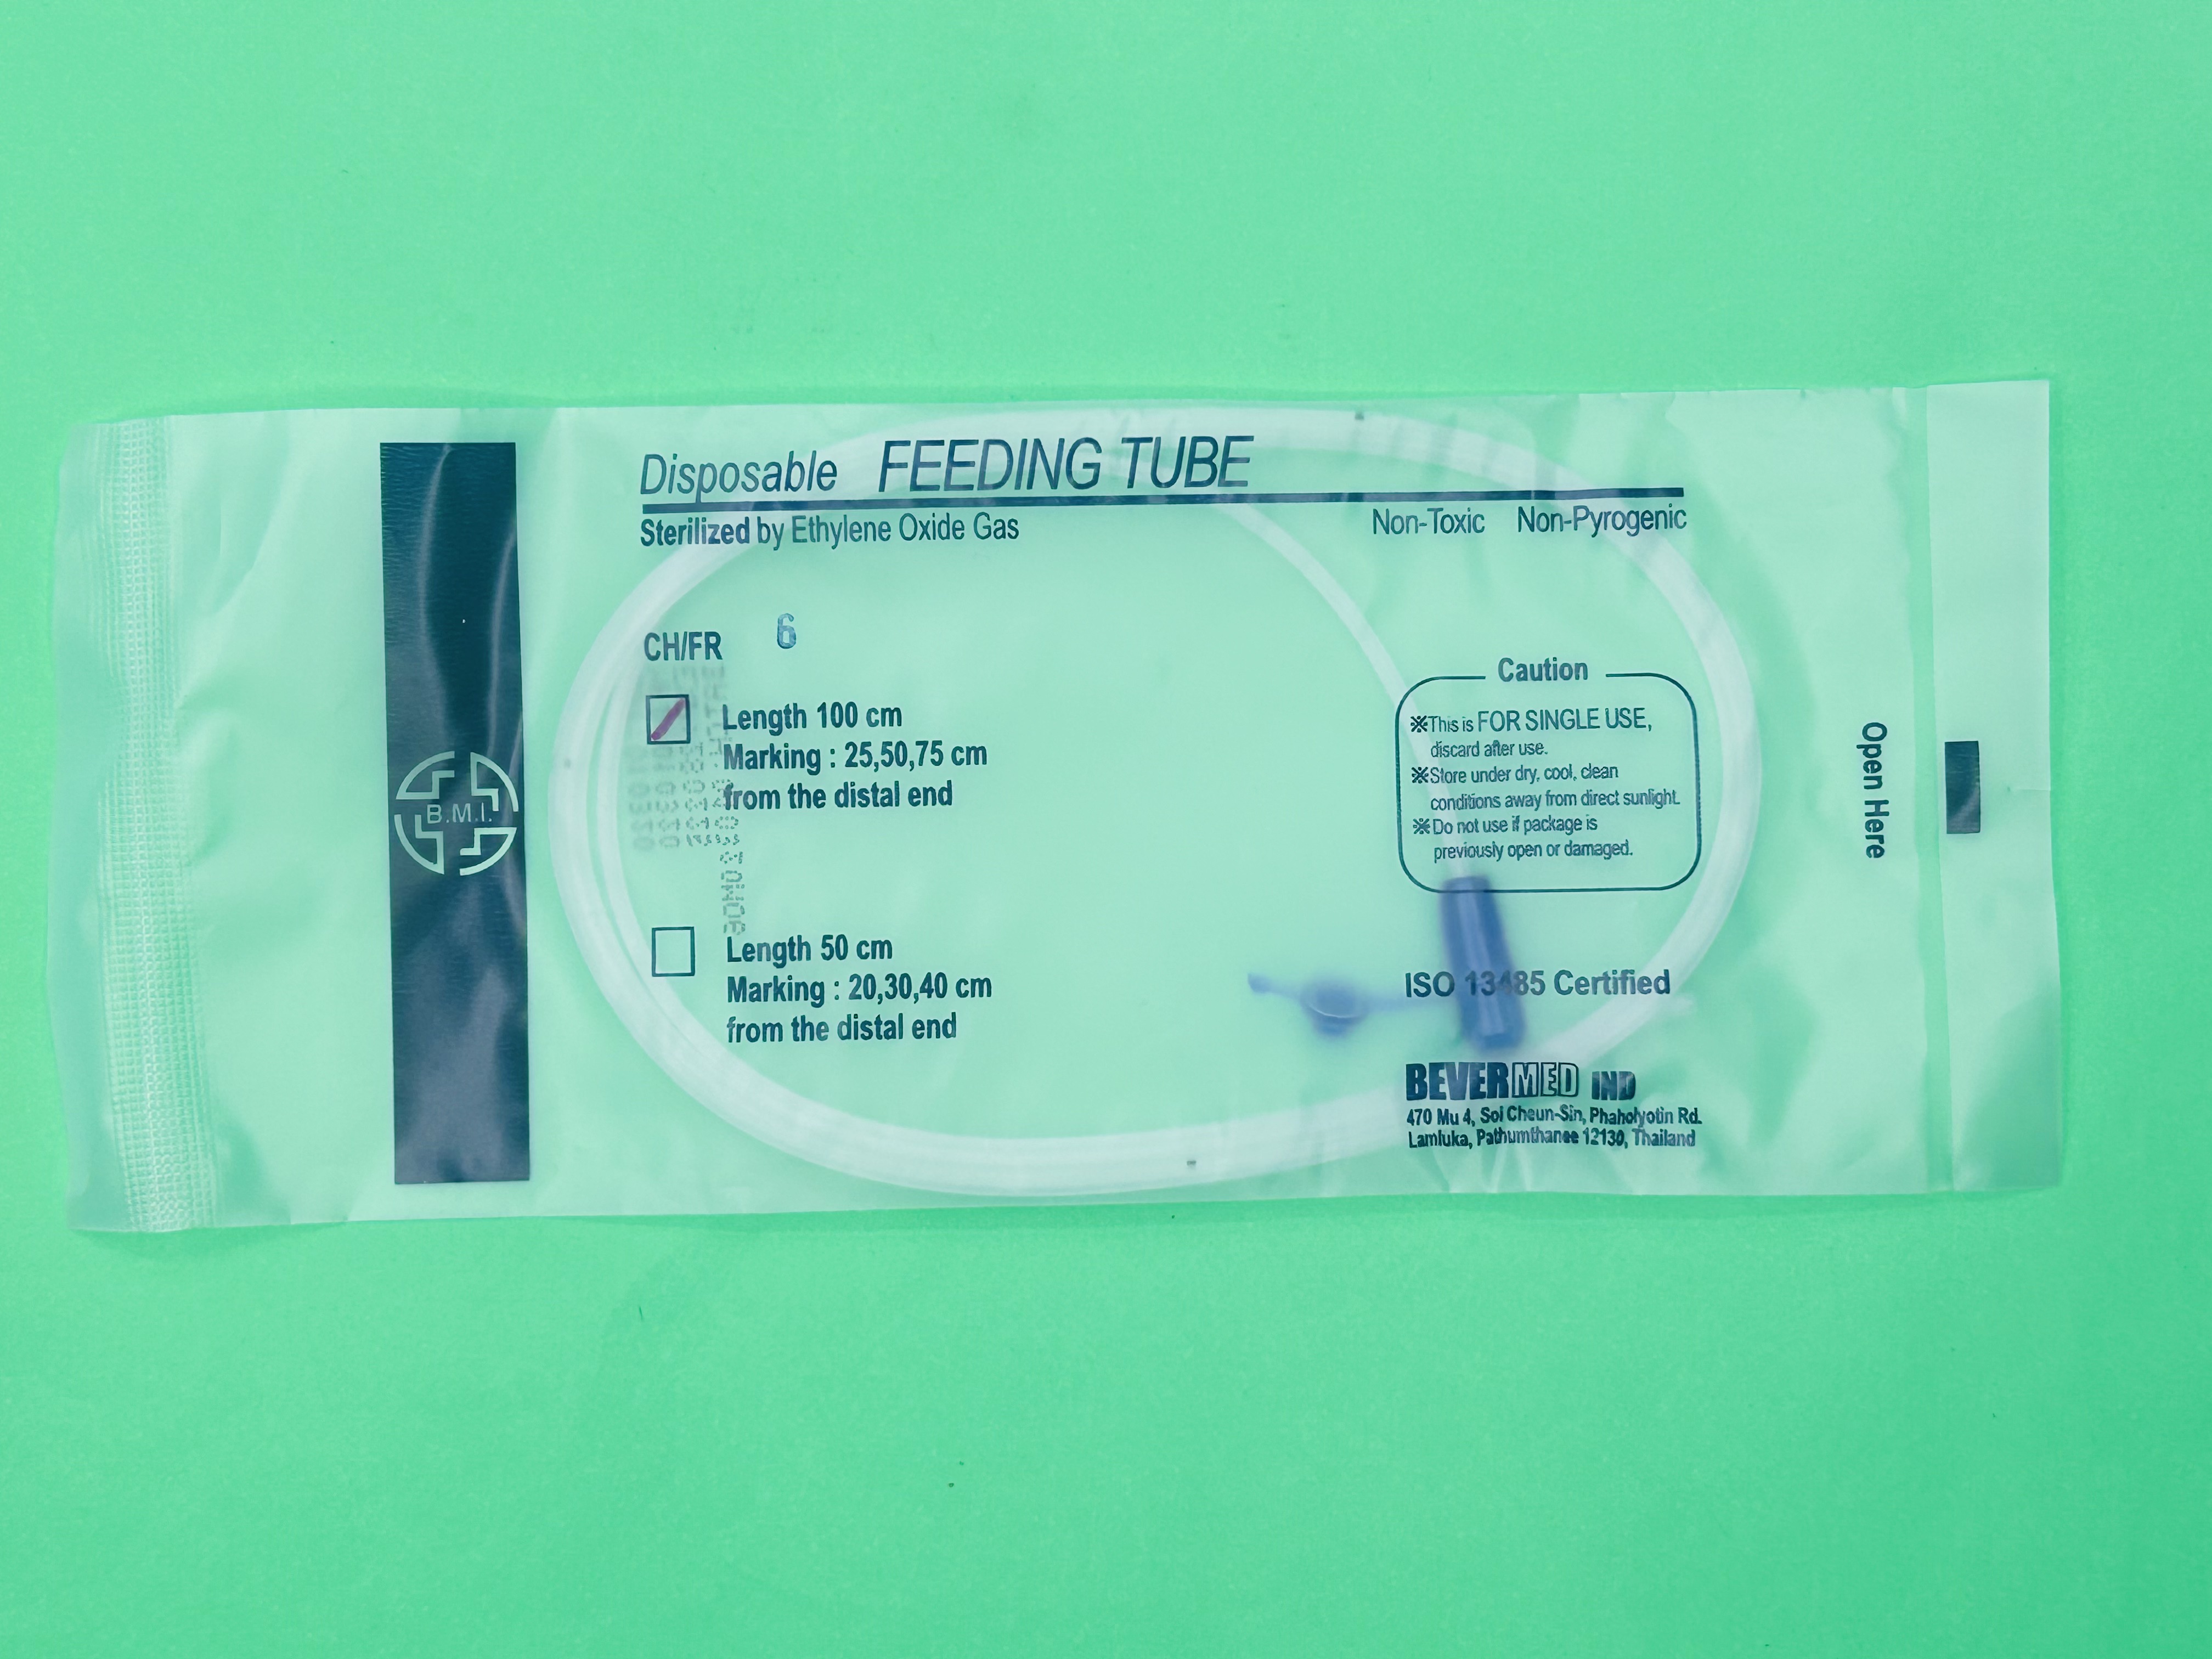 Disposable FEEDING TUBE
Sterilized by Ethylene Oxide Gas
Non-Toxic Non-Pyrogenic
CH/FR 6
Length 100 cm
Marking : 25,50,75 cm
from the distal end
Length 50 cm
Marking : 20,30,40 cm
from the distal end
B.M.I.
Caution
※This is FOR SINGLE USE,
discard after use.
※Store under dry, cool, clean
conditions away from direct sunlight.
※Do not use if package is
previously open or damaged.
ISO 13485 Certified
BEVERMED IND
470 Mu 4, Soi Cheun-Sin, Phaholyotin Rd.
Lamluka, Pathumthanee 12130, Thailand
Open Here